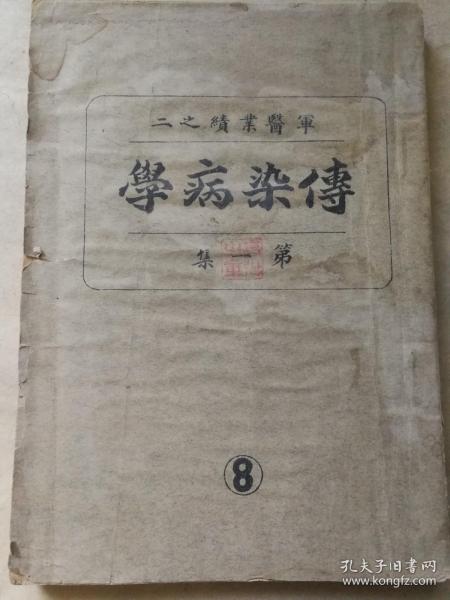 軍醫業績之二
傳染病學
第一集
8
孔夫子旧书网
www.kongfz.com